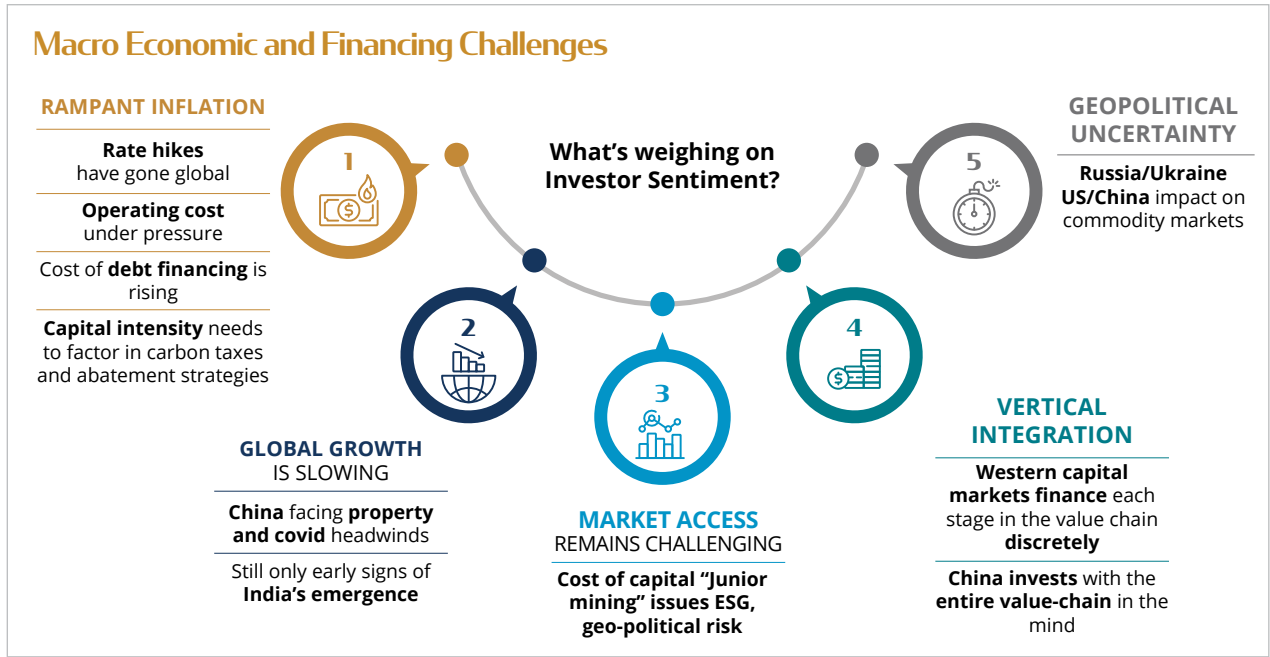 Macro Economic and Financing Challenges
What's weighing on
Investor Sentiment?
1
RAMPANT INFLATION
Rate hikes
have gone global
Operating cost
under pressure
Cost of debt financing is
rising
Capital intensity needs
to factor in carbon taxes
and abatement strategies
2
GLOBAL GROWTH
IS SLOWING
China facing property
and covid headwinds
Still only early signs of
India's emergence
3
MARKET ACCESS
REMAINS CHALLENGING
Cost of capital “Junior
mining” issues ESG,
geo-political risk
4
VERTICAL
INTEGRATION
Western capital
markets finance each
stage in the value chain
discretely
China invests with the
entire value-chain in the
mind
5
GEOPOLITICAL
UNCERTAINTY
Russia/Ukraine
US/China impact on
commodity markets